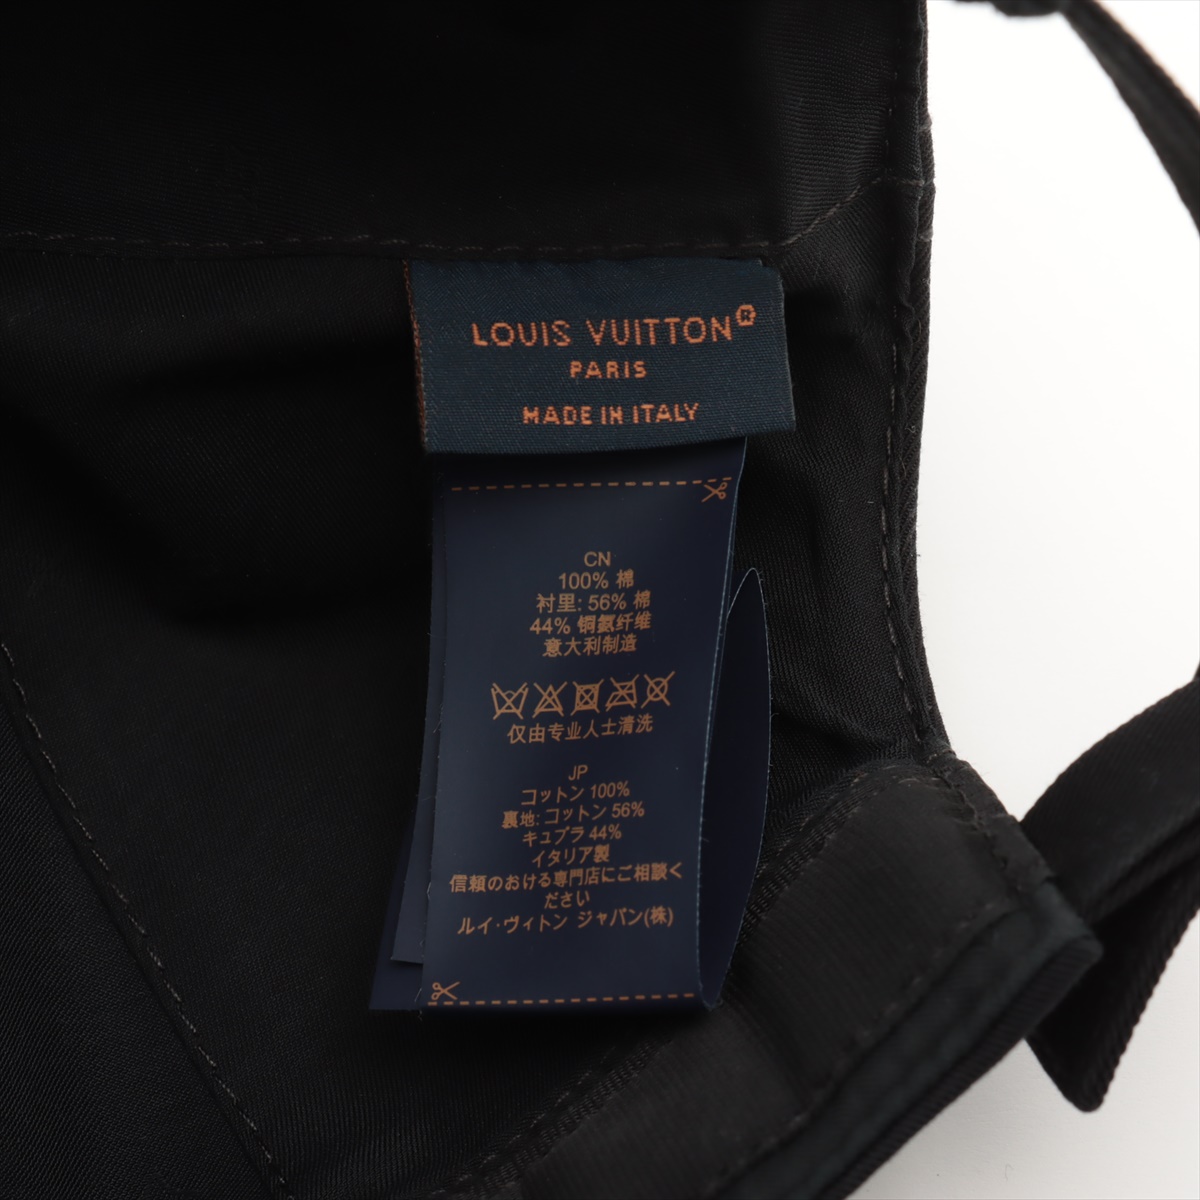 LOUIS VUITTON®
PARIS
MADE IN ITALY
CN
100% 棉
衬里: 56% 棉
44% 铜氨纤维
意大利制造
仅由专业人士清洗
JP
コットン 100%
裏地: コットン 56%
キュプラ 44%
イタリア製
信頼のおける専門店にご相談く
ださい
ルイ・ヴィトン ジャパン(株)